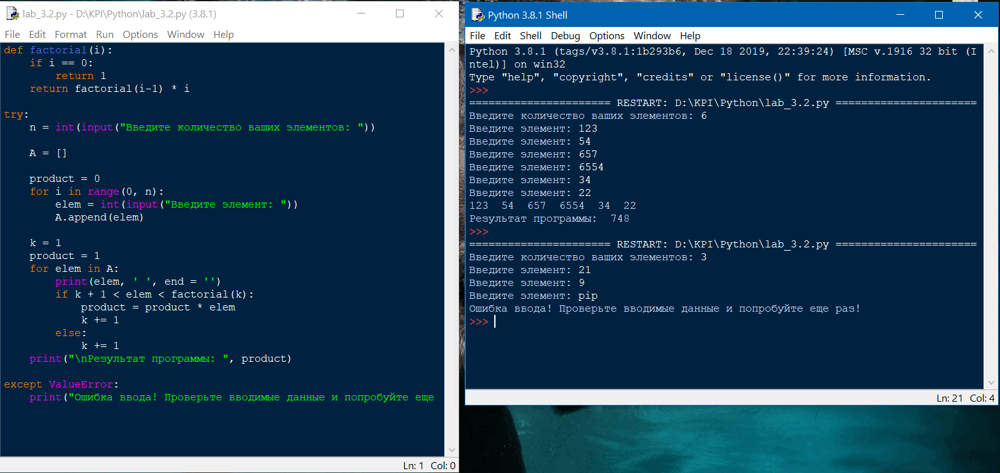 lab_3.2.py - D:\KPI\Python\lab_3.2.py (3.8.1)
File Edit Format Run Options Window Help
def factorial(i):
    if i == 0:
        return 1
    return factorial(i-1) * i
try:
    n = int(input("Введите количество ваших элементов: "))
    A = []
    product = 0
    for i in range(0, n):
        elem = int(input("Введите элемент: "))
        A.append(elem)
    k = 1
    product = 1
    for elem in A:
        print(elem, ' ', end = '')
        if k + 1 < elem < factorial(k):
            product = product * elem
            k += 1
        else:
            k += 1
    print("\nРезультат программы: ", product)
except ValueError:
    print("Ошибка ввода! Проверьте вводимые данные и попробуйте еще
Ln: 1 Col: 0
Python 3.8.1 Shell
File Edit Shell Debug Options Window Help
Python 3.8.1 (tags/v3.8.1:1b293b6, Dec 18 2019, 22:39:24) [MSC v.1916 32 bit (I
ntel)] on win32
Type "help", "copyright", "credits" or "license()" for more information.
>>>
====================== RESTART: D:\KPI\Python\lab_3.2.py ======================
Введите количество ваших элементов: 6
Введите элемент: 123
Введите элемент: 54
Введите элемент: 657
Введите элемент: 6554
Введите элемент: 34
Введите элемент: 22
123  54  657  6554  34  22
Результат программы:  748
>>>
====================== RESTART: D:\KPI\Python\lab_3.2.py ======================
Введите количество ваших элементов: 3
Введите элемент: 21
Введите элемент: 9
Введите элемент: pip
Ошибка ввода! Проверьте вводимые данные и попробуйте еще раз!
>>>
Ln: 21 Col: 4